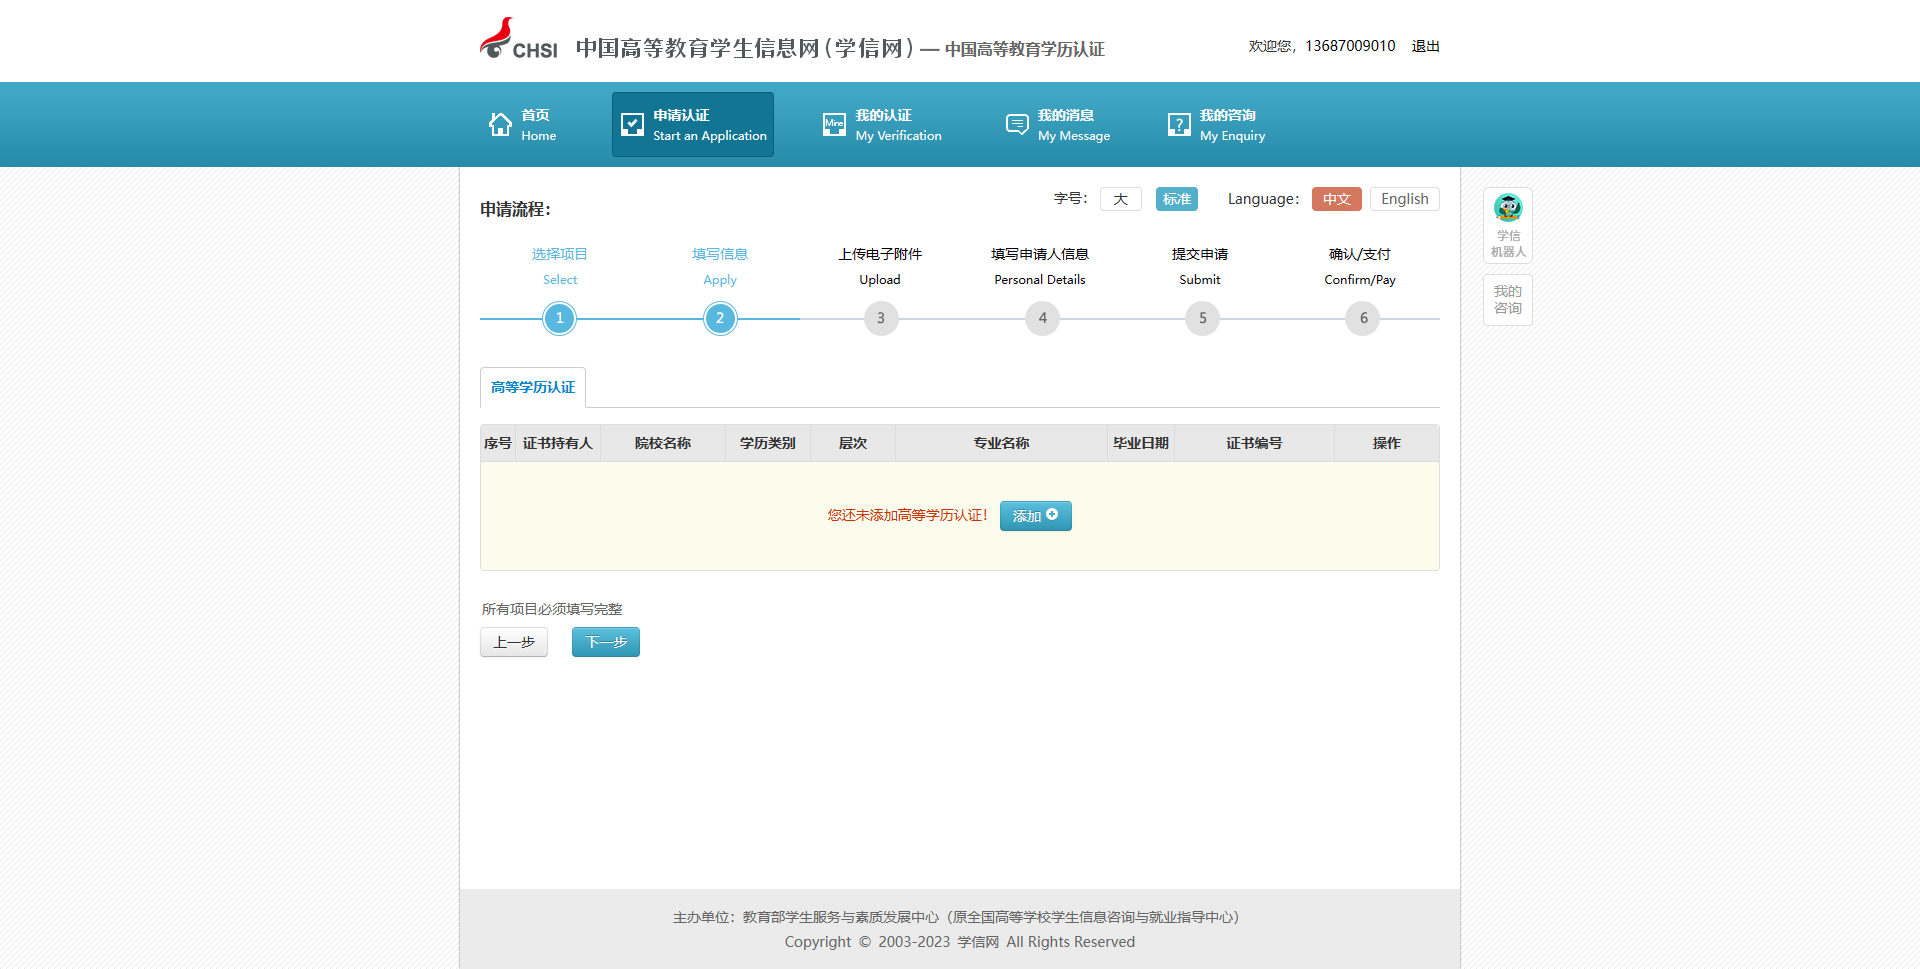 CHSI 中国高等教育学生信息网(学信网) — 中国高等教育学历认证
欢迎您，13687009010 退出
首页
Home
申请认证
Start an Application
Mine
我的认证
My Verification
我的消息
My Message
我的咨询
My Enquiry
申请流程：
字号： 大 标准 Language： 中文 English
学信
机器人
我的
咨询
选择项目 填写信息 上传电子附件 填写申请人信息 提交申请 确认/支付
Select Apply Upload Personal Details Submit Confirm/Pay
1 2 3 4 5 6
高等学历认证
序号 证书持有人 院校名称 学历类别 层次 专业名称 毕业日期 证书编号 操作
您还未添加高等学历认证！ 添加
所有项目必须填写完整
上一步 下一步
主办单位：教育部学生服务与素质发展中心（原全国高等学校学生信息咨询与就业指导中心）
Copyright © 2003-2023 学信网 All Rights Reserved